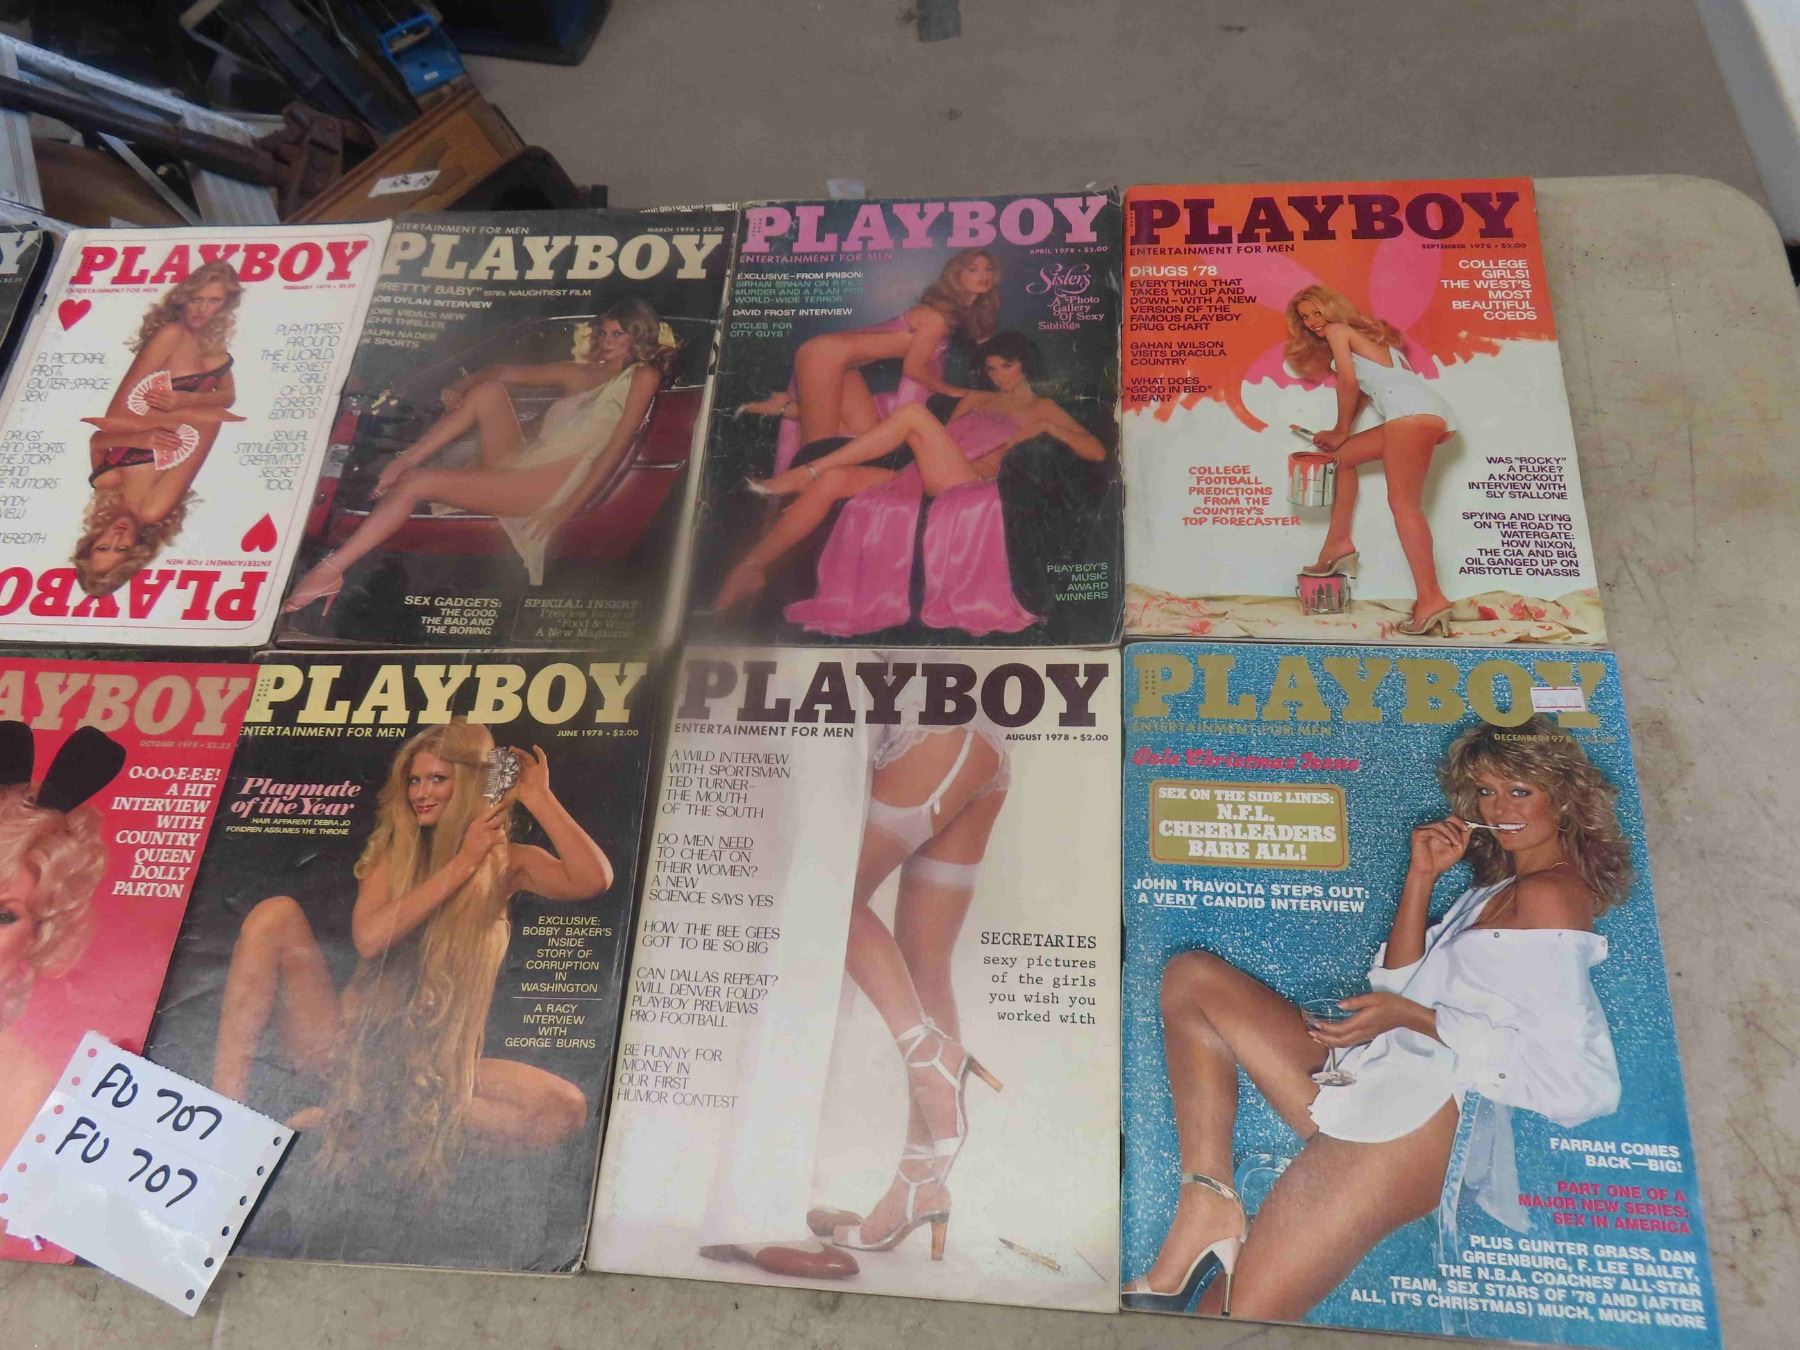 PLAYBOY
ENTERTAINMENT FOR MEN
A PICTORIAL
FIRST:
OUTER-SPACE
SEX!
PLAYMATES
AROUND
THE WORLD:
THE SEXIEST
GIRLS
OF OUR
FOREIGN
EDITIONS
DRUGS
AND SPORTS,
SEXUAL
STIMULATION,
CREATIVITY'S
SECRET
TOOL
ENTERTAINMENT FOR MEN
PLAYBO
ENTERTAINMENT FOR MEN
MARCH 1978 • $2.00
PLAYBOY
PRETTY BABY" 1978's NAUGHTIEST FILM
BOB DYLAN INTERVIEW
GORE VIDAL'S NEW
SCI-FI THRILLER
RALPH NADER
ON SPORTS
SEX GADGETS:
THE GOOD,
THE BAD AND
THE BORING
SPECIAL INSERT:
Preview Issue of
"Food & Wine"
A New Magazine
PLAYBOY
ENTERTAINMENT FOR MEN
APRIL 1978 • $2.00
EXCLUSIVE–FROM PRISON:
SIRHAN SIRHAN ON R.F.K.'S
MURDER AND A PLAN FOR
WORLD-WIDE TERROR
DAVID FROST INTERVIEW
CYCLES FOR
CITY GUYS!
Sisters
A Photo
Gallery
Of Sexy
Siblings
PLAYBOY'S
MUSIC
AWARD
WINNERS
PLAYBOY
ENTERTAINMENT FOR MEN
SEPTEMBER 1978 • $2.00
DRUGS '78
EVERYTHING THAT
TAKES YOU UP AND
DOWN–WITH A NEW
VERSION OF THE
FAMOUS PLAYBOY
DRUG CHART
GAHAN WILSON
VISITS DRACULA
COUNTRY
WHAT DOES
"GOOD IN BED"
MEAN?
COLLEGE
GIRLS!
THE WEST'S
MOST
BEAUTIFUL
COEDS
COLLEGE
FOOTBALL
PREDICTIONS
FROM THE
COUNTRY'S
TOP FORECASTER
WAS "ROCKY"
A FLUKE?
A KNOCKOUT
INTERVIEW WITH
SLY STALLONE
SPYING AND LYING
ON THE ROAD TO
WATERGATE:
HOW NIXON,
THE CIA AND BIG
OIL GANGED UP ON
ARISTOTLE ONASSIS
AYBOY
OCTOBER 1978 • $2.25
O-O-O-E-E-E!
A HIT
INTERVIEW
WITH
COUNTRY
QUEEN
DOLLY
PARTON
FU 707
FU 707
PLAYBOY
ENTERTAINMENT FOR MEN
JUNE 1978 • $2.00
Playmate
of the Year
HAIR APPARENT DEBRA JO
FONDREN ASSUMES THE THRONE
EXCLUSIVE:
BOBBY BAKER'S
INSIDE
STORY OF
CORRUPTION
IN
WASHINGTON
A RACY
INTERVIEW
WITH
GEORGE BURNS
PLAYBOY
ENTERTAINMENT FOR MEN
AUGUST 1978 • $2.00
A WILD INTERVIEW
WITH SPORTSMAN
TED TURNER–
THE MOUTH
OF THE SOUTH
DO MEN NEED
TO CHEAT ON
THEIR WOMEN?
A NEW
SCIENCE SAYS YES
HOW THE BEE GEES
GOT TO BE SO BIG
CAN DALLAS REPEAT?
WILL DENVER FOLD?
PLAYBOY PREVIEWS
PRO FOOTBALL
BE FUNNY FOR
MONEY IN
OUR FIRST
HUMOR CONTEST
SECRETARIES
sexy pictures
of the girls
you wish you
worked with
PLAYBOY
ENTERTAINMENT FOR MEN
DECEMBER 1978
Gala Christmas Issue
SEX ON THE SIDE LINES:
N.F.L.
CHEERLEADERS
BARE ALL!
JOHN TRAVOLTA STEPS OUT:
A VERY CANDID INTERVIEW
FARRAH COMES
BACK—BIG!
PART ONE OF A
MAJOR NEW SERIES:
SEX IN AMERICA
PLUS GUNTER GRASS, DAN
GREENBURG, F. LEE BAILEY,
THE N.B.A. COACHES' ALL-STAR
TEAM, SEX STARS OF '78 AND (AFTER
ALL, IT'S CHRISTMAS) MUCH, MUCH MORE